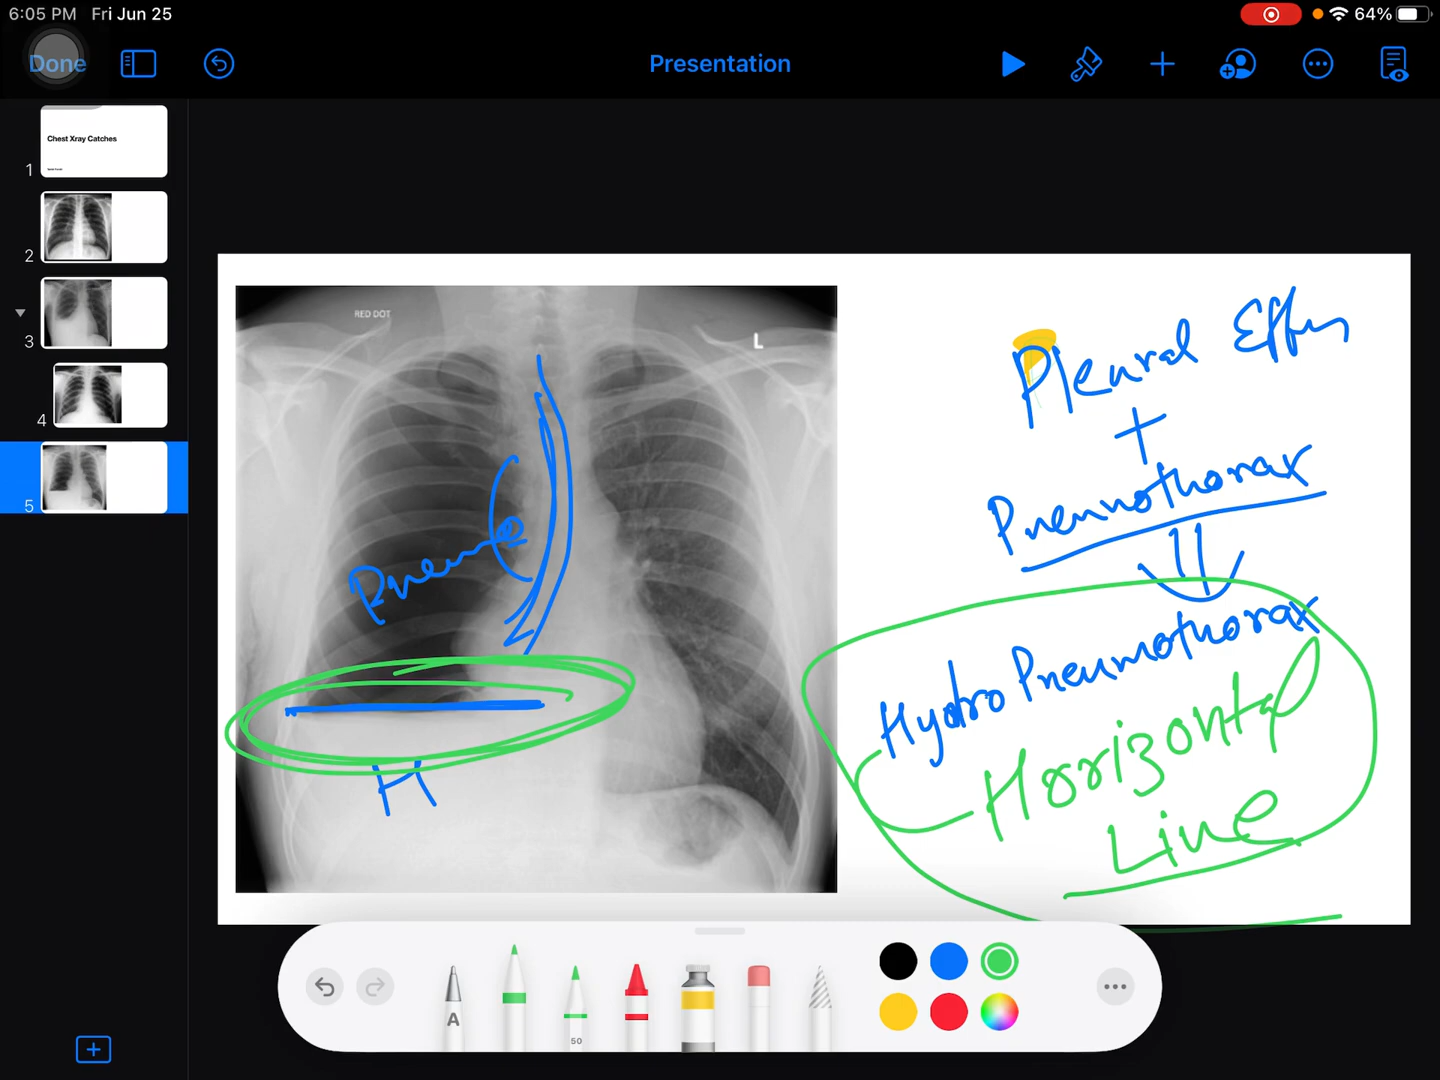 6:05 PM Fri Jun 25
64%
Done
Presentation
1
Chest Xray Catches
2
3
4
5
RED DOT
L
Pneumo
H
Pleural
+
Pneumothorax
Hydro Pneumothorax
Horizontal
Line
A
50